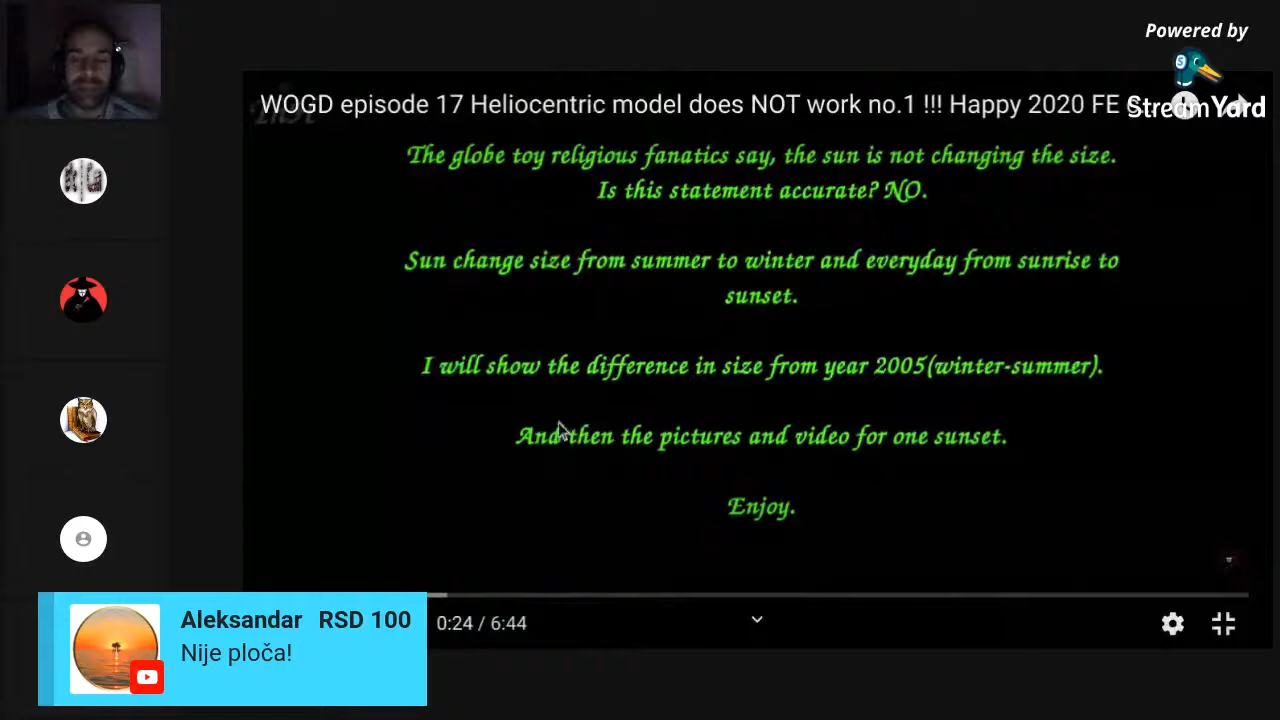 Powered by
StreamYard
WOGD episode 17 Heliocentric model does NOT work no.1 !!! Happy 2020 FE
The globe toy religious fanatics say, the sun is not changing the size.
Is this statement accurate? NO.
Sun change size from summer to winter and everyday from sunrise to
sunset.
I will show the difference in size from year 2005(winter-summer).
And then the pictures and video for one sunset.
Enjoy.
Aleksandar RSD 100
Nije ploča!
0:24 / 6:44